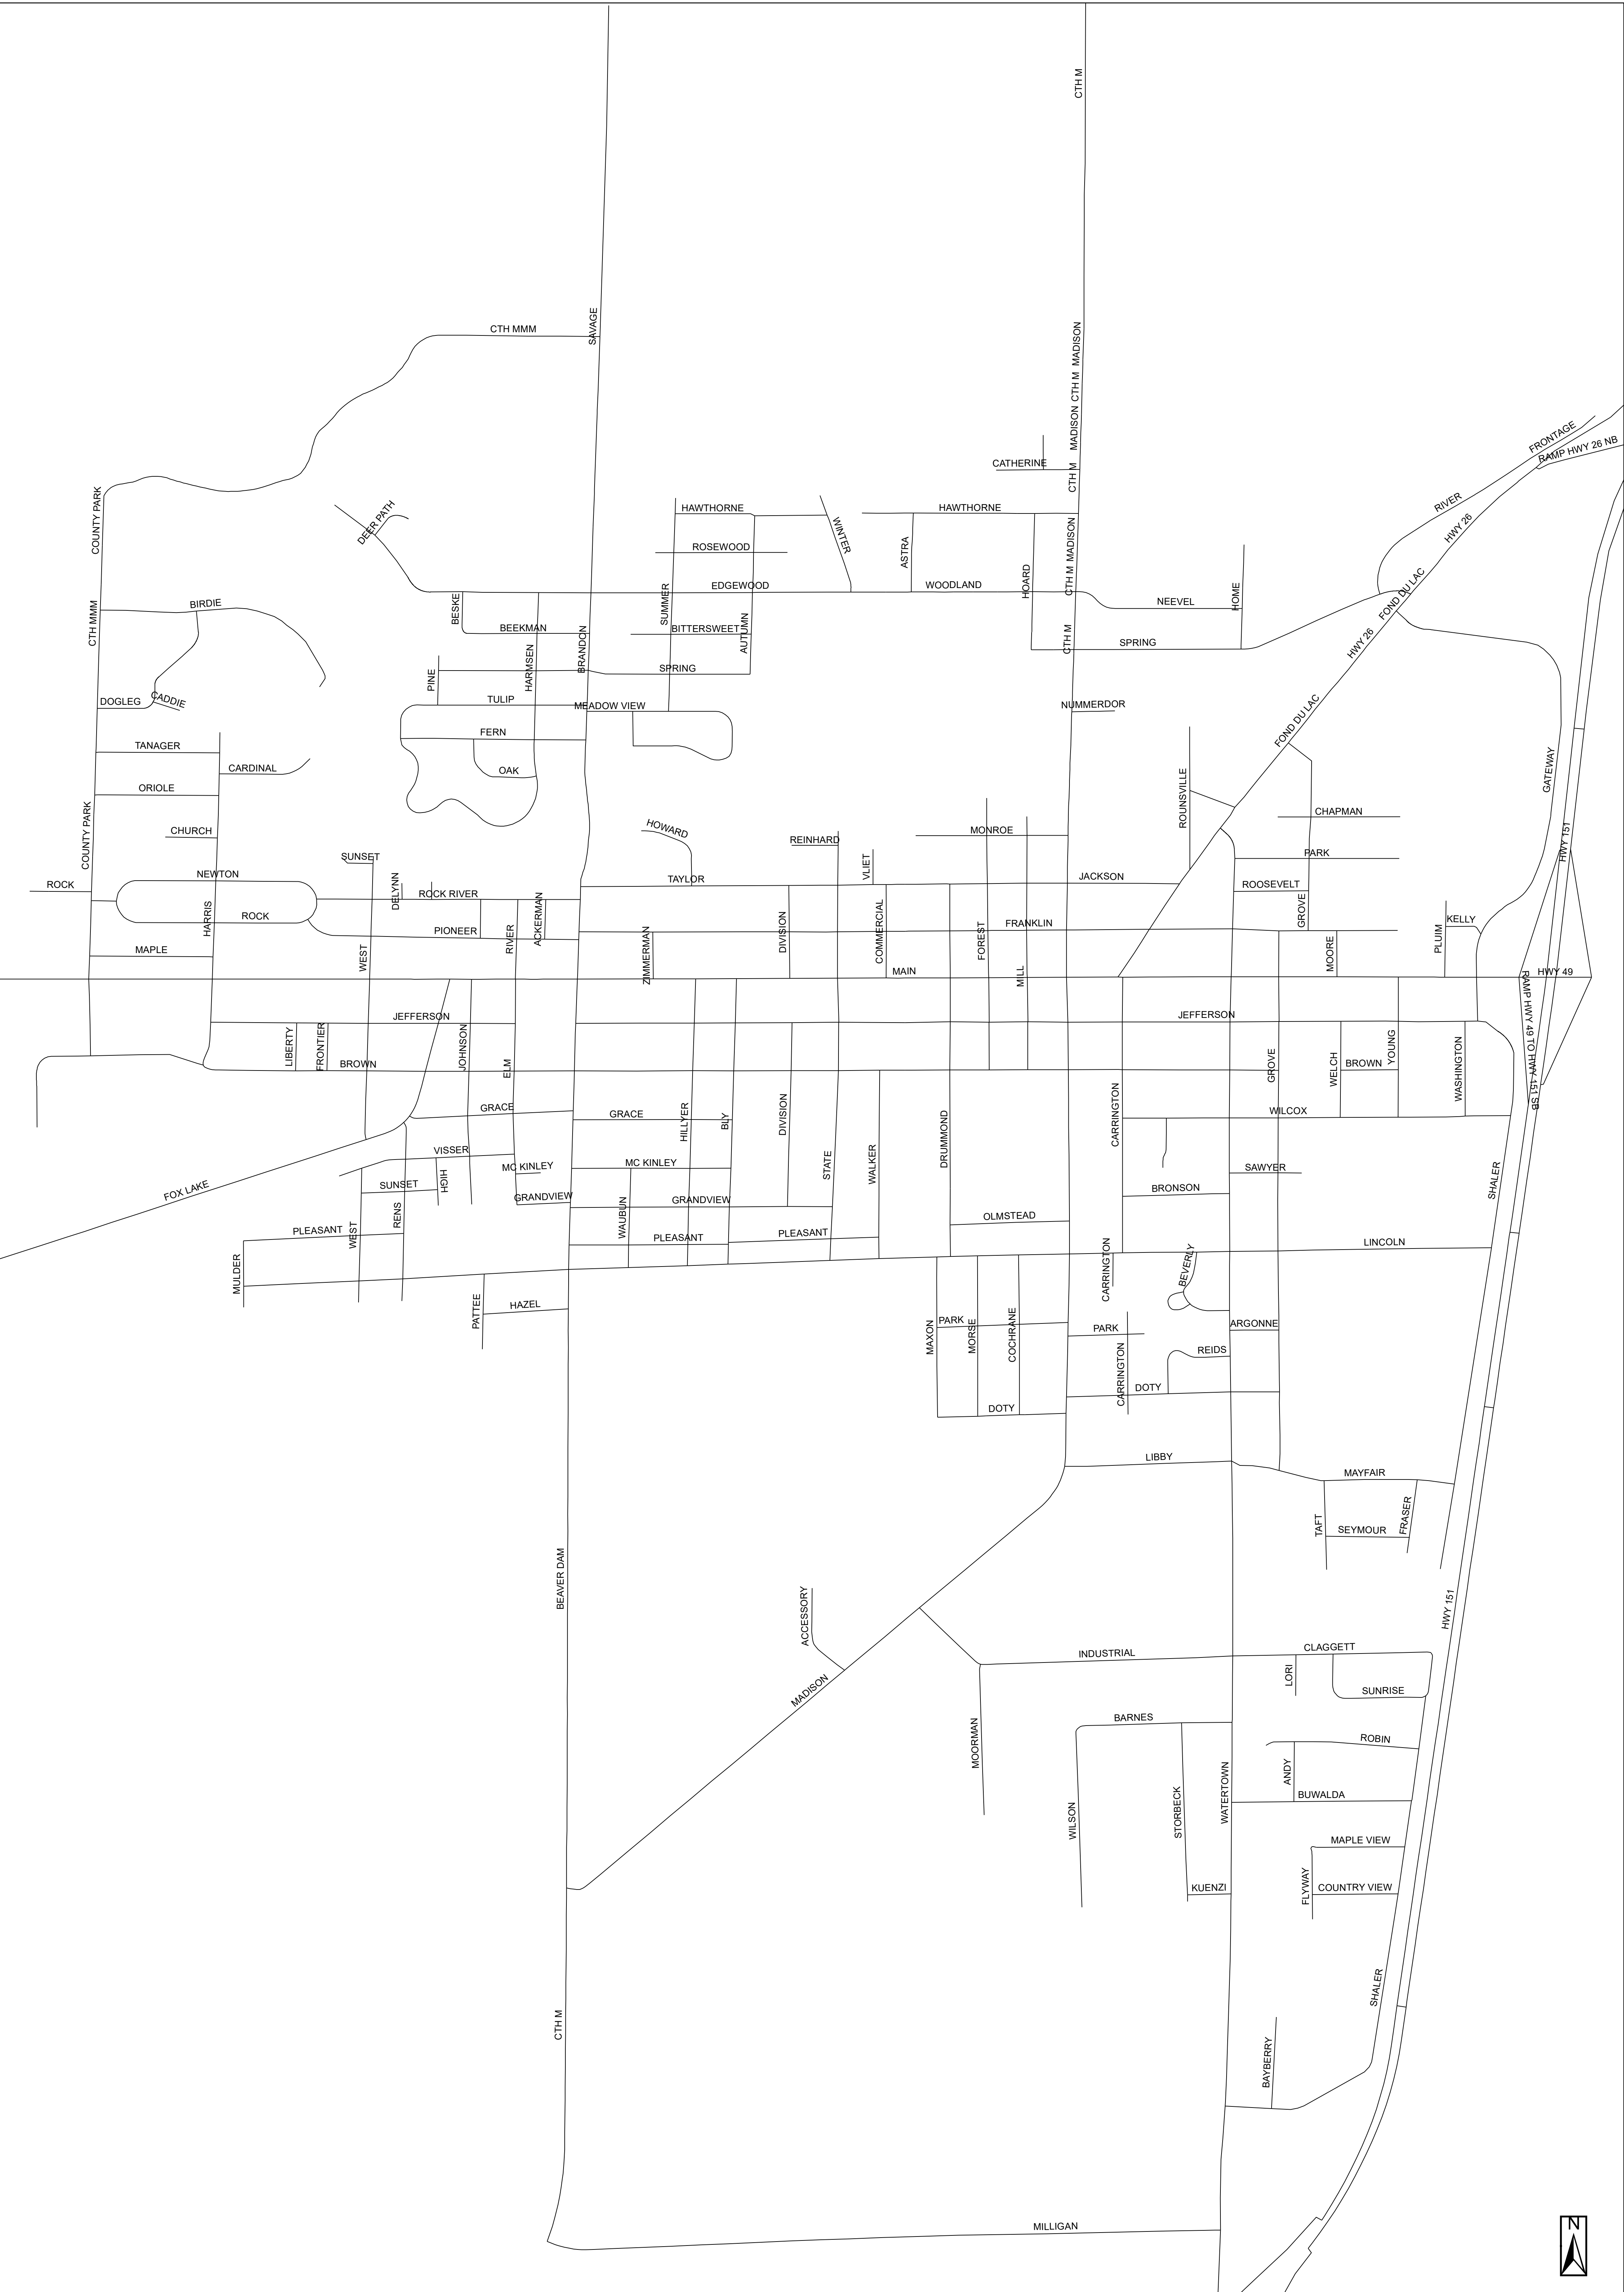 CTH M
SAVAGE
CTH MMM
MADISON
CTH M
MADISON
CTH M
CATHERINE
FRONTAGE
RAMP HWY 26 NB
RIVER
HWY 26
COUNTY PARK
DEER PATH
HAWTHORNE
WINTER
HAWTHORNE
ROSEWOOD
ASTRA
CTH M MADISON
HOARD
EDGEWOOD
WOODLAND
SUMMER
BESKE
BIRDIE
NEEVEL
HOME
FOND DU LAC
CTH MMM
BEEKMAN
BRANDON
BITTERSWEET
AUTUMN
CTH M
SPRING
HWY 26
HARMSEN
PINE
SPRING
DOGLEG
CADDIE
TULIP
MEADOW VIEW
NUMMERDOR
FOND DU LAC
FERN
TANAGER
CARDINAL
OAK
GATEWAY
ORIOLE
ROUNSVILLE
CHAPMAN
COUNTY PARK
CHURCH
HOWARD
REINHARD
MONROE
HWY 151
SUNSET
VLIET
PARK
NEWTON
TAYLOR
JACKSON
ROCK
DELYNN
ROCK RIVER
ROOSEVELT
GROVE
HARRIS
ROCK
ACKERMAN
PIONEER
RIVER
DIVISION
COMMERCIAL
FOREST
FRANKLIN
KELLY
PLUIM
MAPLE
WEST
ZIMMERMAN
MOORE
MAIN
MILL
HWY 49
RAMP HWY 49 TO HWY 151 SB
JEFFERSON
JEFFERSON
LIBERTY
FRONTIER
BROWN
JOHNSON
ELM
GROVE
WELCH
BROWN
YOUNG
WASHINGTON
GRACE
GRACE
HILLYER
BLY
DIVISION
DRUMMOND
CARRINGTON
WILCOX
VISSER
MC KINLEY
MC KINLEY
STATE
WALKER
SAWYER
SHALER
FOX LAKE
SUNSET
HIGH
GRANDVIEW
GRANDVIEW
BRONSON
RENS
WAUBUN
OLMSTEAD
PLEASANT
WEST
PLEASANT
PLEASANT
LINCOLN
MULDER
CARRINGTON
BEVERLY
PATTEE
HAZEL
MAXON
PARK
MORSE
COCHRANE
PARK
ARGONNE
REIDS
CARRINGTON
DOTY
DOTY
LIBBY
MAYFAIR
TAFT
SEYMOUR
FRASER
BEAVER DAM
ACCESSORY
HWY 151
INDUSTRIAL
CLAGGETT
MADISON
LORI
SUNRISE
MOORMAN
BARNES
ROBIN
ANDY
WILSON
STORBECK
WATERTOWN
BUWALDA
MAPLE VIEW
KUENZI
FLYWAY
COUNTRY VIEW
SHALER
CTH M
BAYBERRY
MILLIGAN
N